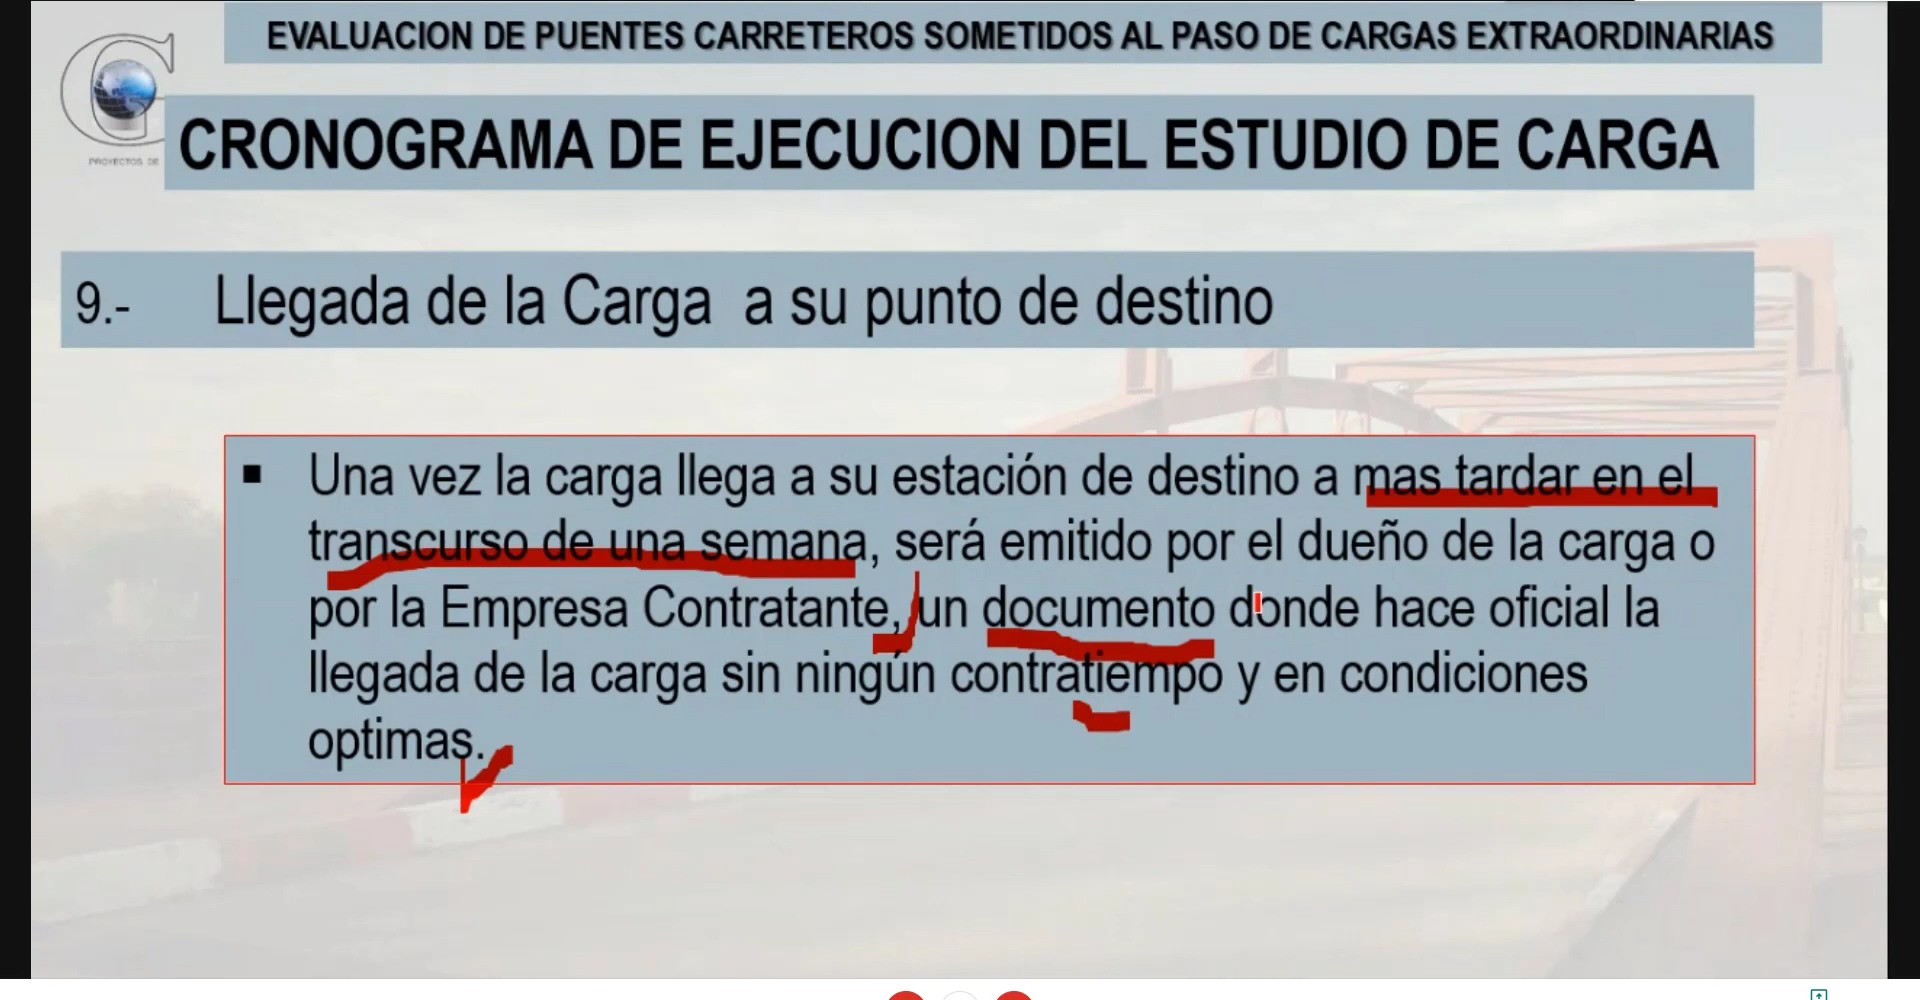 EVALUACION DE PUENTES CARRETEROS SOMETIDOS AL PASO DE CARGAS EXTRAORDINARIAS
PROYECTOS DE
CRONOGRAMA DE EJECUCION DEL ESTUDIO DE CARGA
9.- Llegada de la Carga a su punto de destino
▪ Una vez la carga llega a su estación de destino a mas tardar en el
transcurso de una semana, será emitido por el dueño de la carga o
por la Empresa Contratante, un documento donde hace oficial la
llegada de la carga sin ningún contratiempo y en condiciones
optimas.